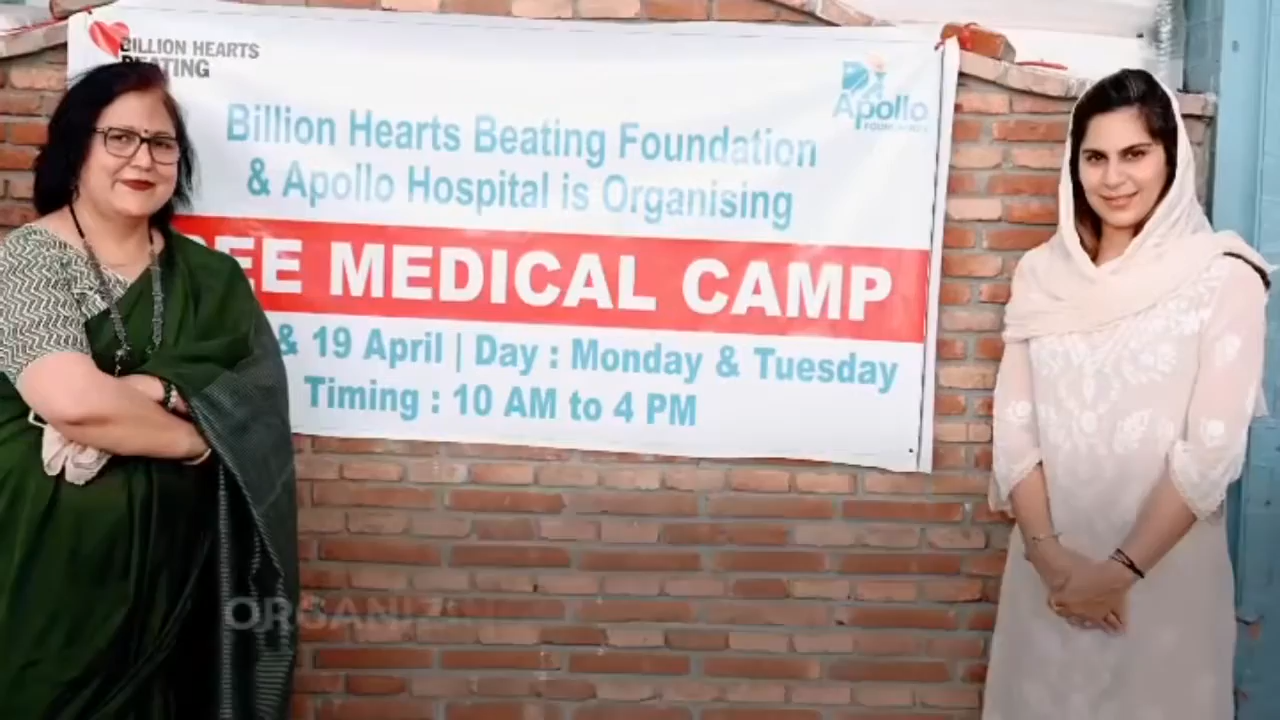 BILLION HEARTS
BEATING
Apollo
Billion Hearts Beating Foundation
& Apollo Hospital is Organising
EE MEDICAL CAMP
& 19 April | Day : Monday & Tuesday
Timing : 10 AM to 4 PM